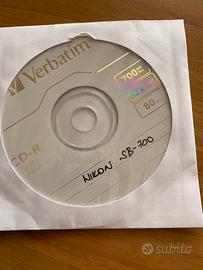 Verbatim
700MB
80min
CD-R
NIKON SB-700
subito